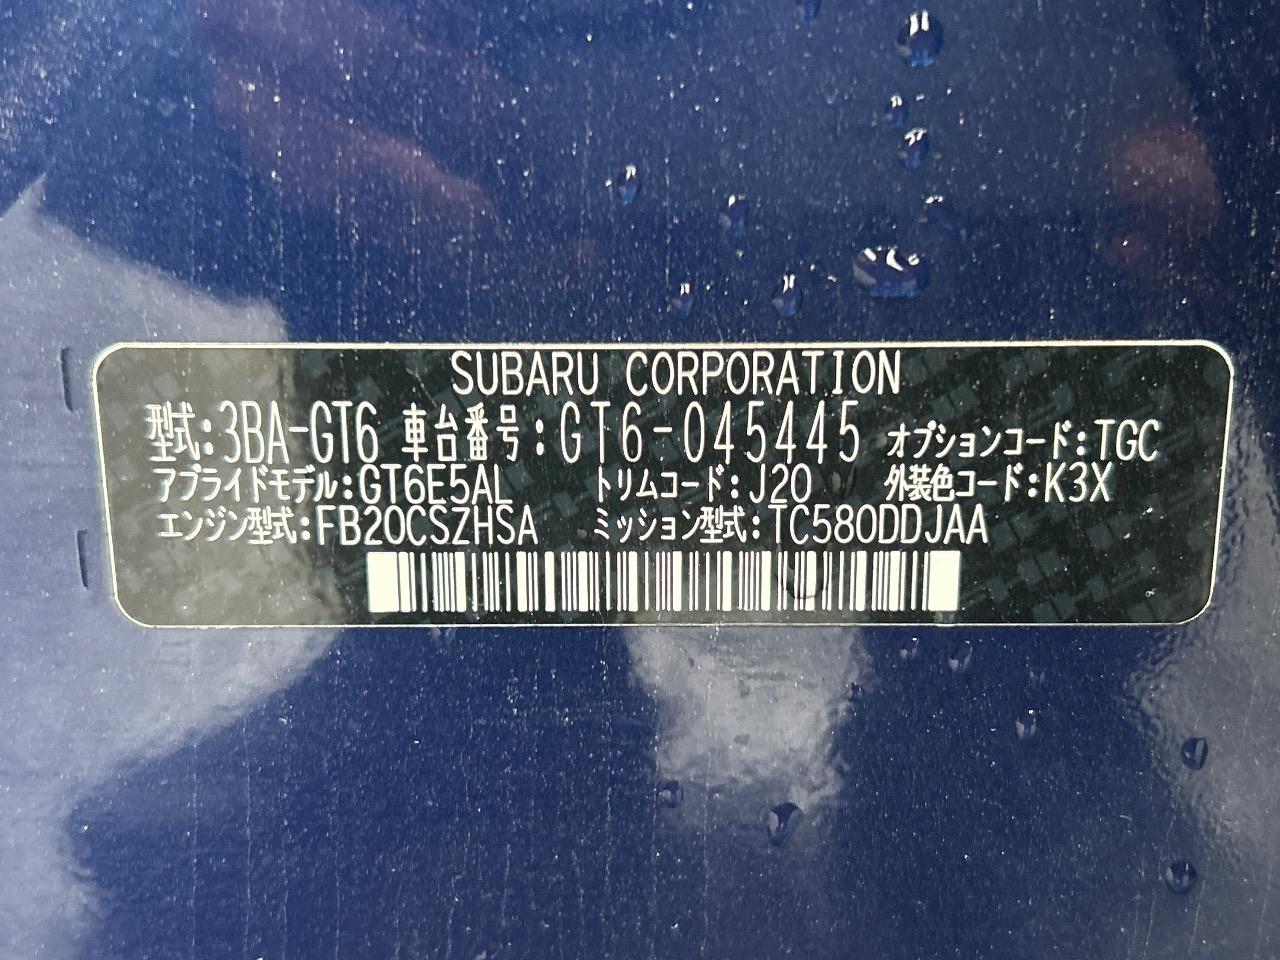 SUBARU CORPORATION
型式:3BA-GT6 車台番号:GT6-045445 オプションコード:TGC
アプライドモデル:GT6E5AL トリムコード:J20 外装色コード:K3X
エンジン型式:FB20CSZHSA ミッション型式:TC580DDJAA